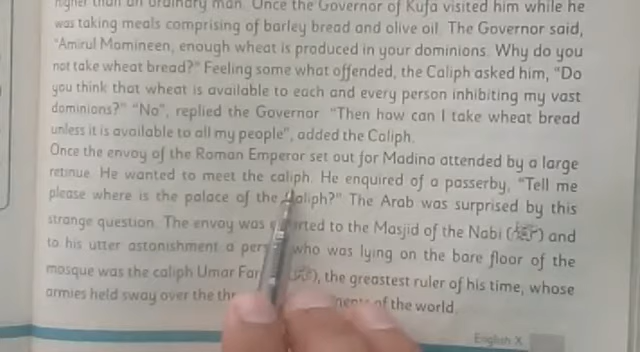 higher than an ordinary man. Once the Governor of Kufa visited him while he
was taking meals comprising of barley bread and olive oil. The Governor said,
"Amirul Momineen, enough wheat is produced in your dominions. Why do you
not take wheat bread?" Feeling some what offended, the Caliph asked him, "Do
you think that wheat is available to each and every person inhibiting my vast
dominions?" "No", replied the Governor. "Then how can I take wheat bread
unless it is available to all my people", added the Caliph.
Once the envoy of the Roman Emperor set out for Madina attended by a large
retinue. He wanted to meet the caliph. He enquired of a passerby, "Tell me
please where is the palace of the Caliph?" The Arab was surprised by this
strange question. The envoy was to the Masjid of the Nabi (ﷺ) and
to his utter astonishment a who was lying on the bare floor of the
mosque was the caliph Umar the greastest ruler of his time, whose
armies held sway over the of the world.
English X